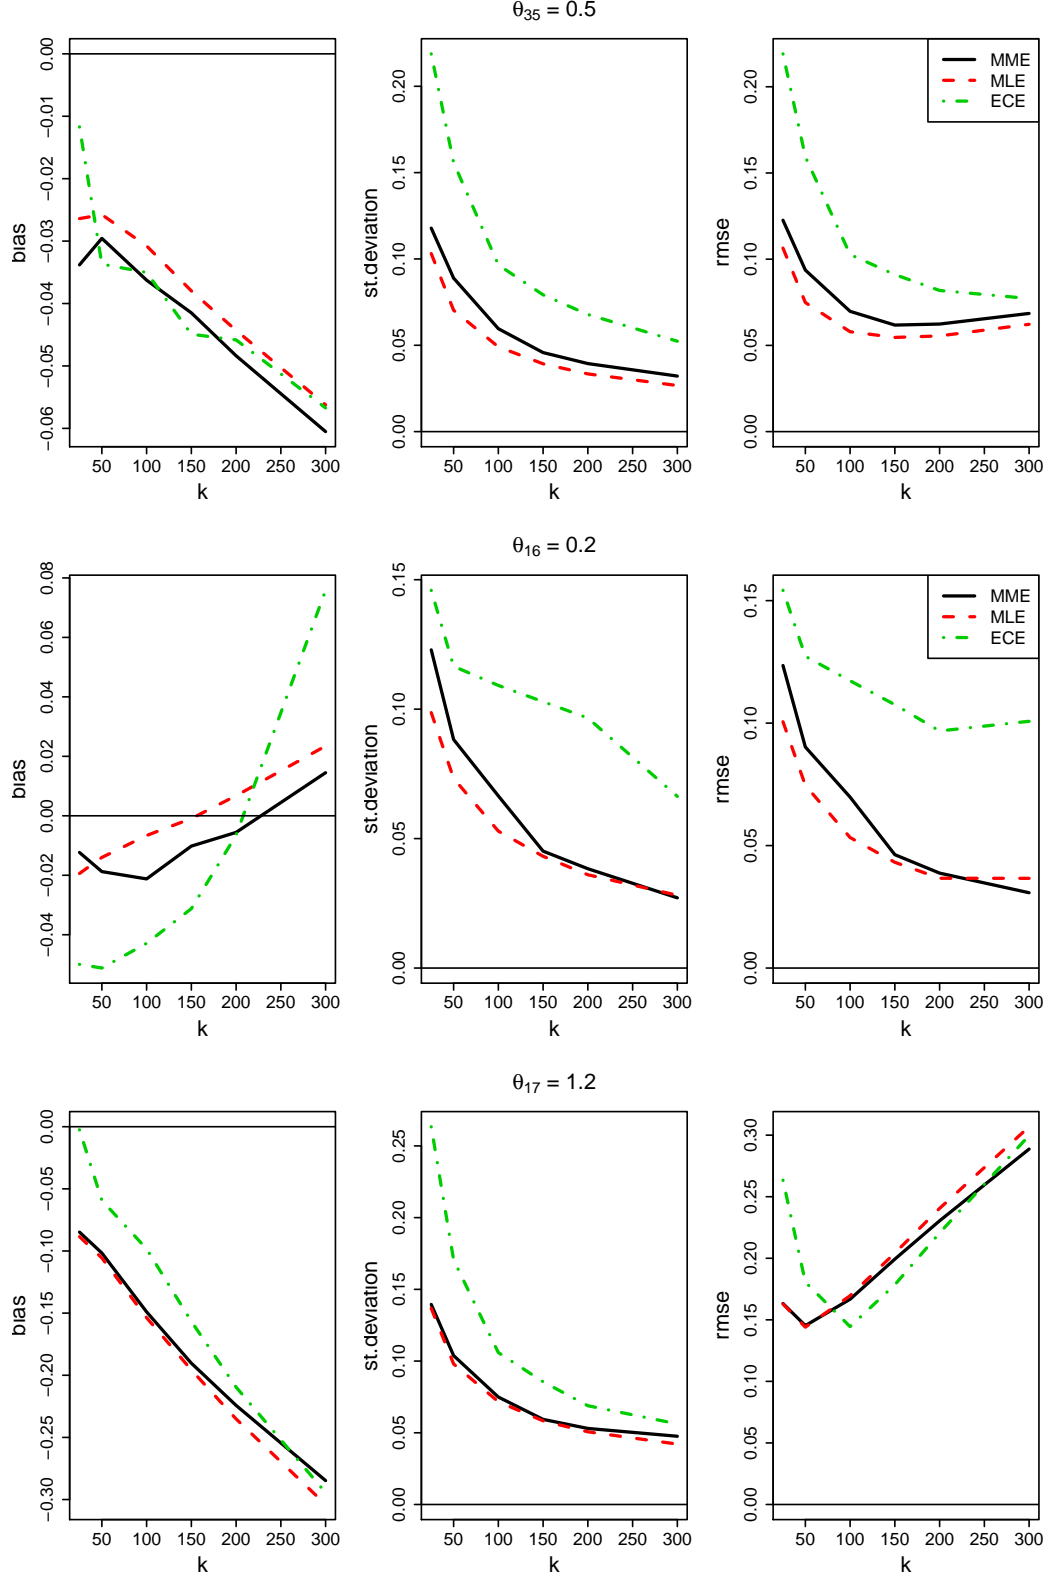 θ35 = 0.5
0.00
−0.01
−0.02
−0.03
−0.04
−0.05
−0.06
bias
50 100 150 200 250 300
k
0.20
0.15
0.10
0.05
0.00
st.deviation
50 100 150 200 250 300
k
0.20
0.15
0.10
0.05
0.00
rmse
MME
MLE
ECE
50 100 150 200 250 300
k
θ16 = 0.2
0.08
0.06
0.04
0.02
0.00
−0.02
−0.04
bias
50 100 150 200 250 300
k
0.15
0.10
0.05
0.00
st.deviation
50 100 150 200 250 300
k
0.15
0.10
0.05
0.00
rmse
MME
MLE
ECE
50 100 150 200 250 300
k
θ17 = 1.2
0.00
−0.05
−0.10
−0.15
−0.20
−0.25
−0.30
bias
50 100 150 200 250 300
k
0.25
0.20
0.15
0.10
0.05
0.00
st.deviation
50 100 150 200 250 300
k
0.30
0.25
0.20
0.15
0.10
0.05
0.00
rmse
50 100 150 200 250 300
k